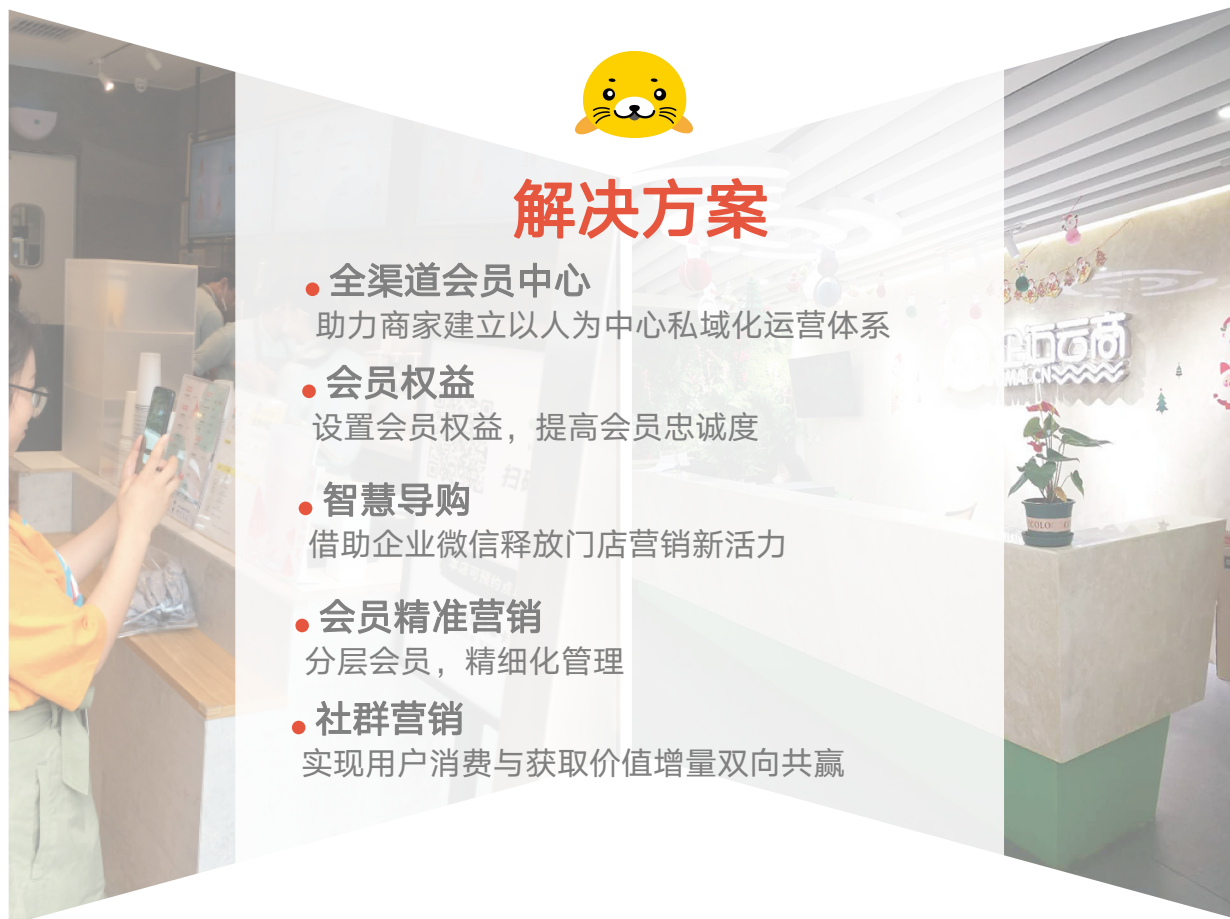 解决方案
全渠道会员中心
助力商家建立以人为中心私域化运营体系
会员权益
设置会员权益，提高会员忠诚度
智慧导购
借助企业微信释放门店营销新活力
会员精准营销
分层会员，精细化管理
社群营销
实现用户消费与获取价值增量双向共赢